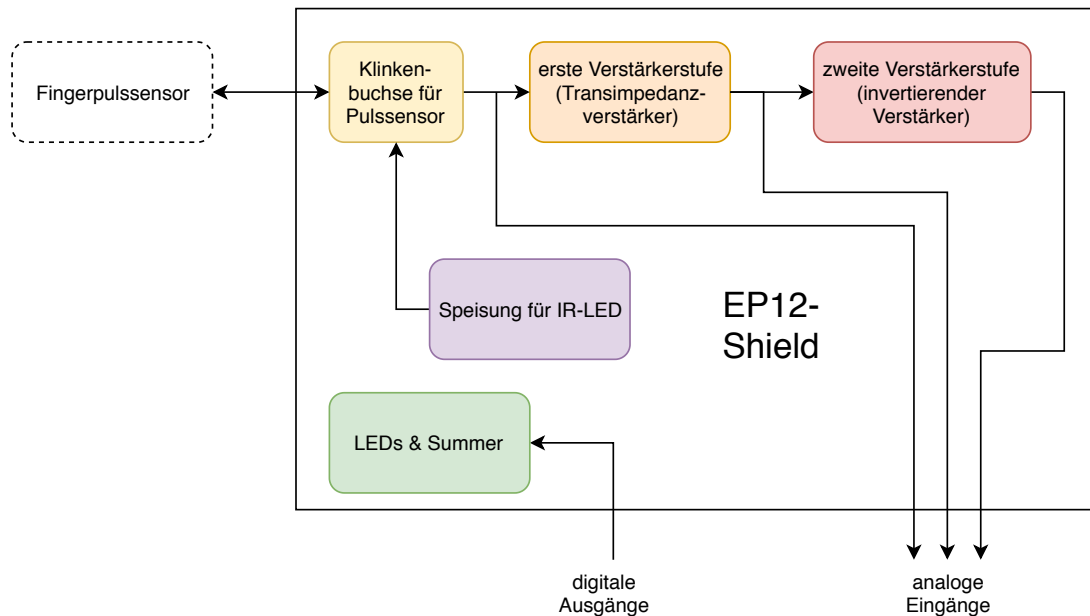 Fingerpulssensor
Klinken-
buchse für
Pulssensor
erste Verstärkerstufe
(Transimpedanz-
verstärker)
zweite Verstärkerstufe
(invertierender
Verstärker)
Speisung für IR-LED
EP12-
Shield
LEDs & Summer
digitale
Ausgänge
analoge
Eingänge